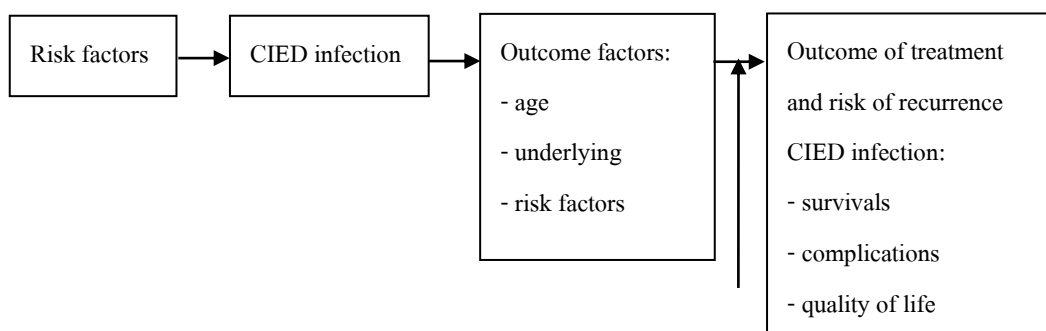 Risk factors
CIED infection
Outcome factors:
- age
- underlying
- risk factors
Outcome of treatment
and risk of recurrence
CIED infection:
- survivals
- complications
- quality of life